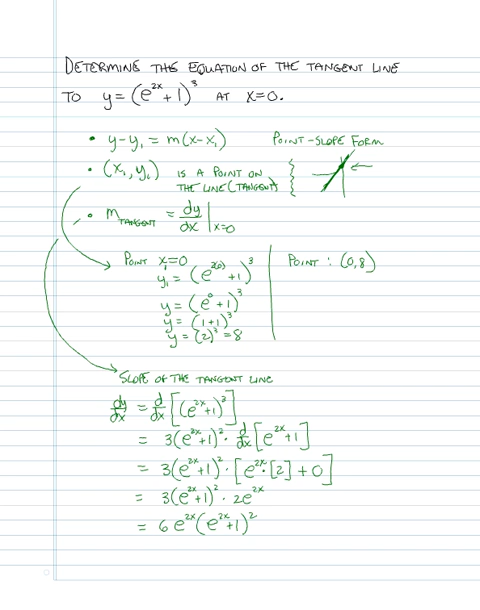 DETERMINE THE EQUATION OF THE TANGENT LINE
TO y = (e^{2x} + 1)^3 AT x=0.
• y-y₁ = m(x-x₁) POINT-SLOPE FORM
• (x₁, y₁) IS A POINT ON
THE LINE (TANGENT)
• m_{TANGENT} = dy/dx |_{x=0}
POINT x₁=0 POINT : (0,8)
y₁ = (e^{2(0)} + 1)^3
y = (e^0 + 1)^3
y = (1+1)^3
y = (2)^3 = 8
SLOPE OF THE TANGENT LINE
dy/dx = d/dx [(e^{2x}+1)^3]
= 3(e^{2x}+1)^2 · d/dx [e^{2x}+1]
= 3(e^{2x}+1)^2 · [e^{2x}·[2] + 0]
= 3(e^{2x}+1)^2 · 2e^{2x}
= 6e^{2x}(e^{2x}+1)^2